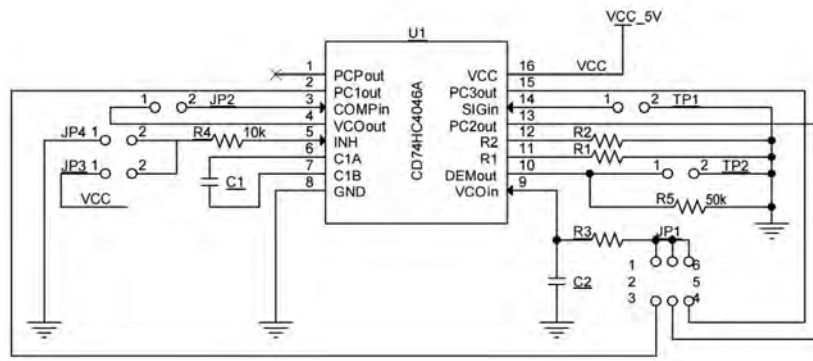 VCC_5V
U1
1 PCPout VCC 16 VCC
2 PC1out PC3out 15
1 2 JP2 3 COMPin SIGin 14 1 2 TP1
4 VCOout PC2out 13
JP4 1 2 R4 10k 5 INH R2 12 R2
6 C1A R1 11 R1
JP3 1 2 7 C1B DEMout 10 1 2 TP2
C1 8 GND VCOin 9
VCC
CD74HC4046A
R5 50k
R3 JP1
1 6
C2 2 5
3 4